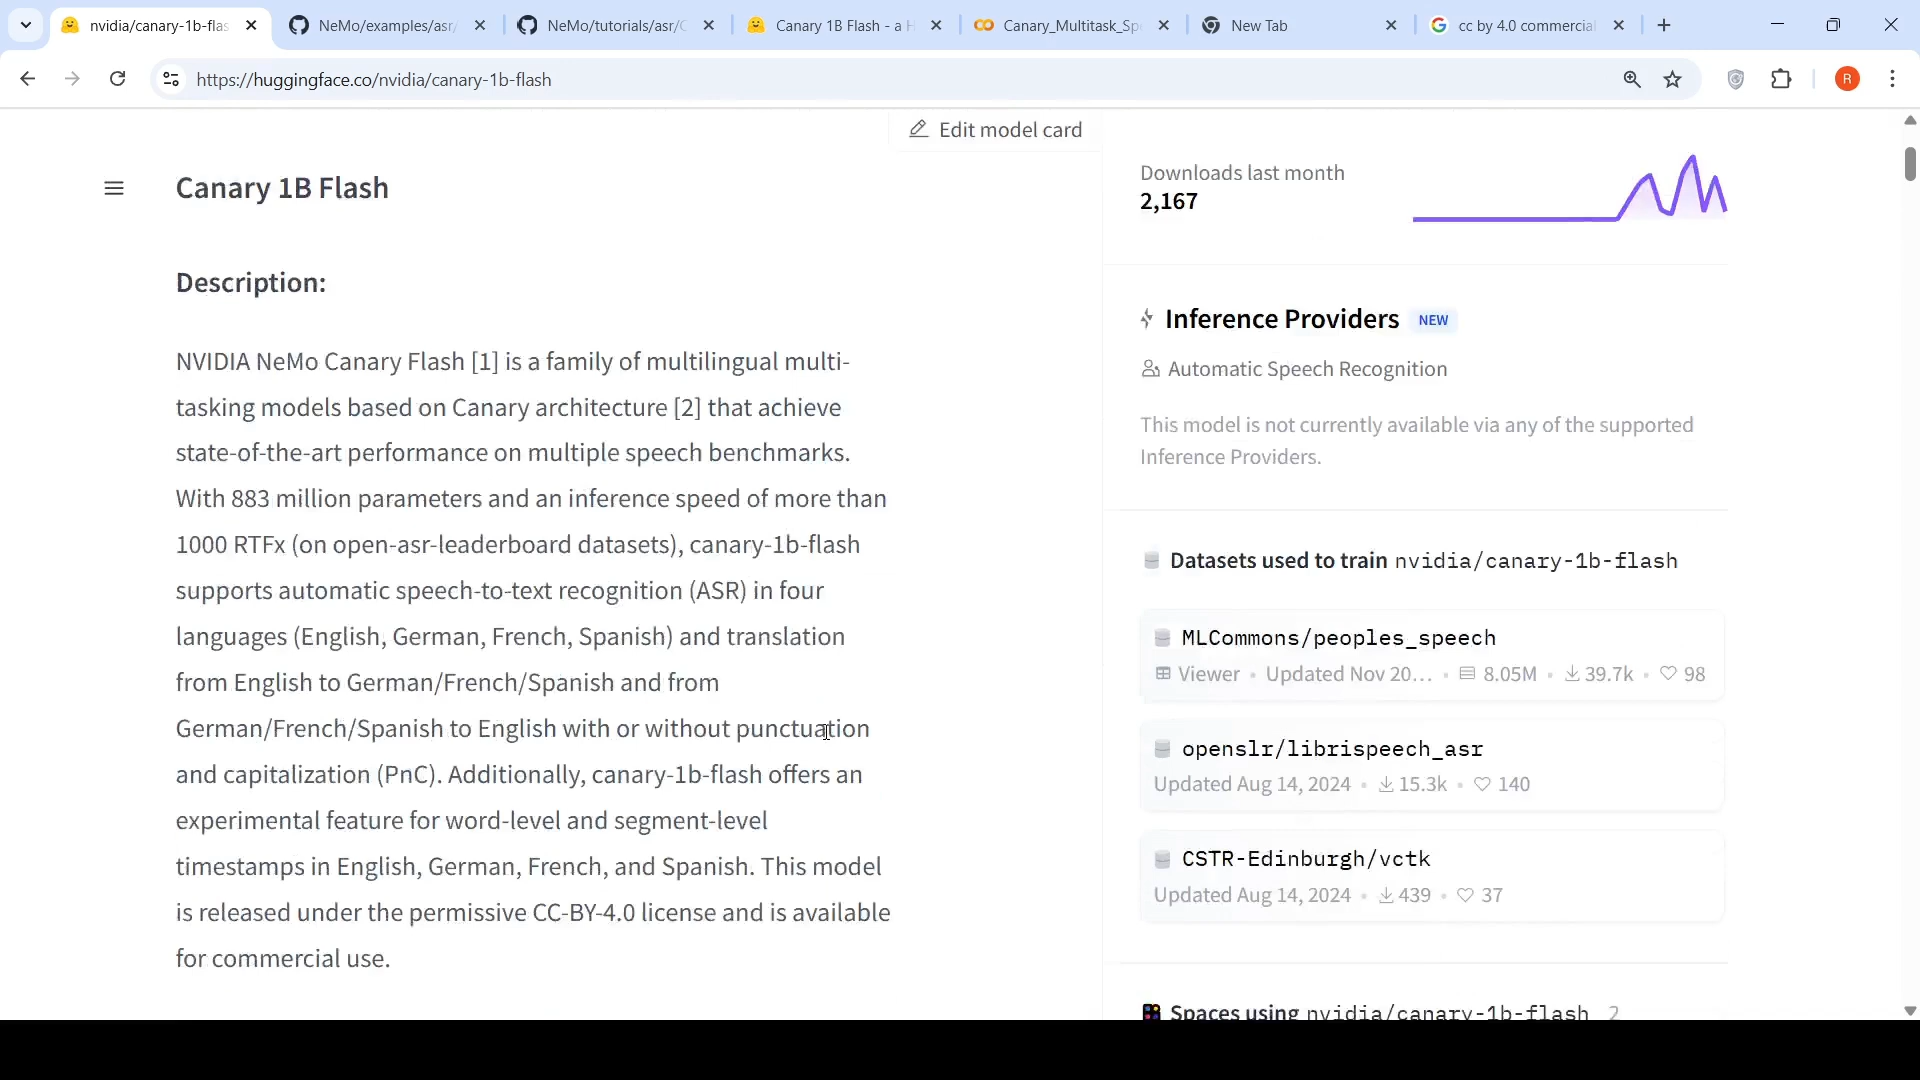 nvidia/canary-1b-flas
NeMo/examples/asr/
NeMo/tutorials/asr/C
Canary 1B Flash - a H
Canary_Multitask_Sp
New Tab
cc by 4.0 commercial
https://huggingface.co/nvidia/canary-1b-flash
R
Edit model card
Canary 1B Flash
Description:
NVIDIA NeMo Canary Flash [1] is a family of multilingual multi-
tasking models based on Canary architecture [2] that achieve
state-of-the-art performance on multiple speech benchmarks.
With 883 million parameters and an inference speed of more than
1000 RTFx (on open-asr-leaderboard datasets), canary-1b-flash
supports automatic speech-to-text recognition (ASR) in four
languages (English, German, French, Spanish) and translation
from English to German/French/Spanish and from
German/French/Spanish to English with or without punctuation
and capitalization (PnC). Additionally, canary-1b-flash offers an
experimental feature for word-level and segment-level
timestamps in English, German, French, and Spanish. This model
is released under the permissive CC-BY-4.0 license and is available
for commercial use.
Downloads last month
2,167
Inference Providers NEW
Automatic Speech Recognition
This model is not currently available via any of the supported
Inference Providers.
Datasets used to train nvidia/canary-1b-flash
MLCommons/peoples_speech
Viewer • Updated Nov 20… • 8.05M • 39.7k • 98
openslr/librispeech_asr
Updated Aug 14, 2024 • 15.3k • 140
CSTR-Edinburgh/vctk
Updated Aug 14, 2024 • 439 • 37
Spaces using nvidia/canary-1b-flash 2